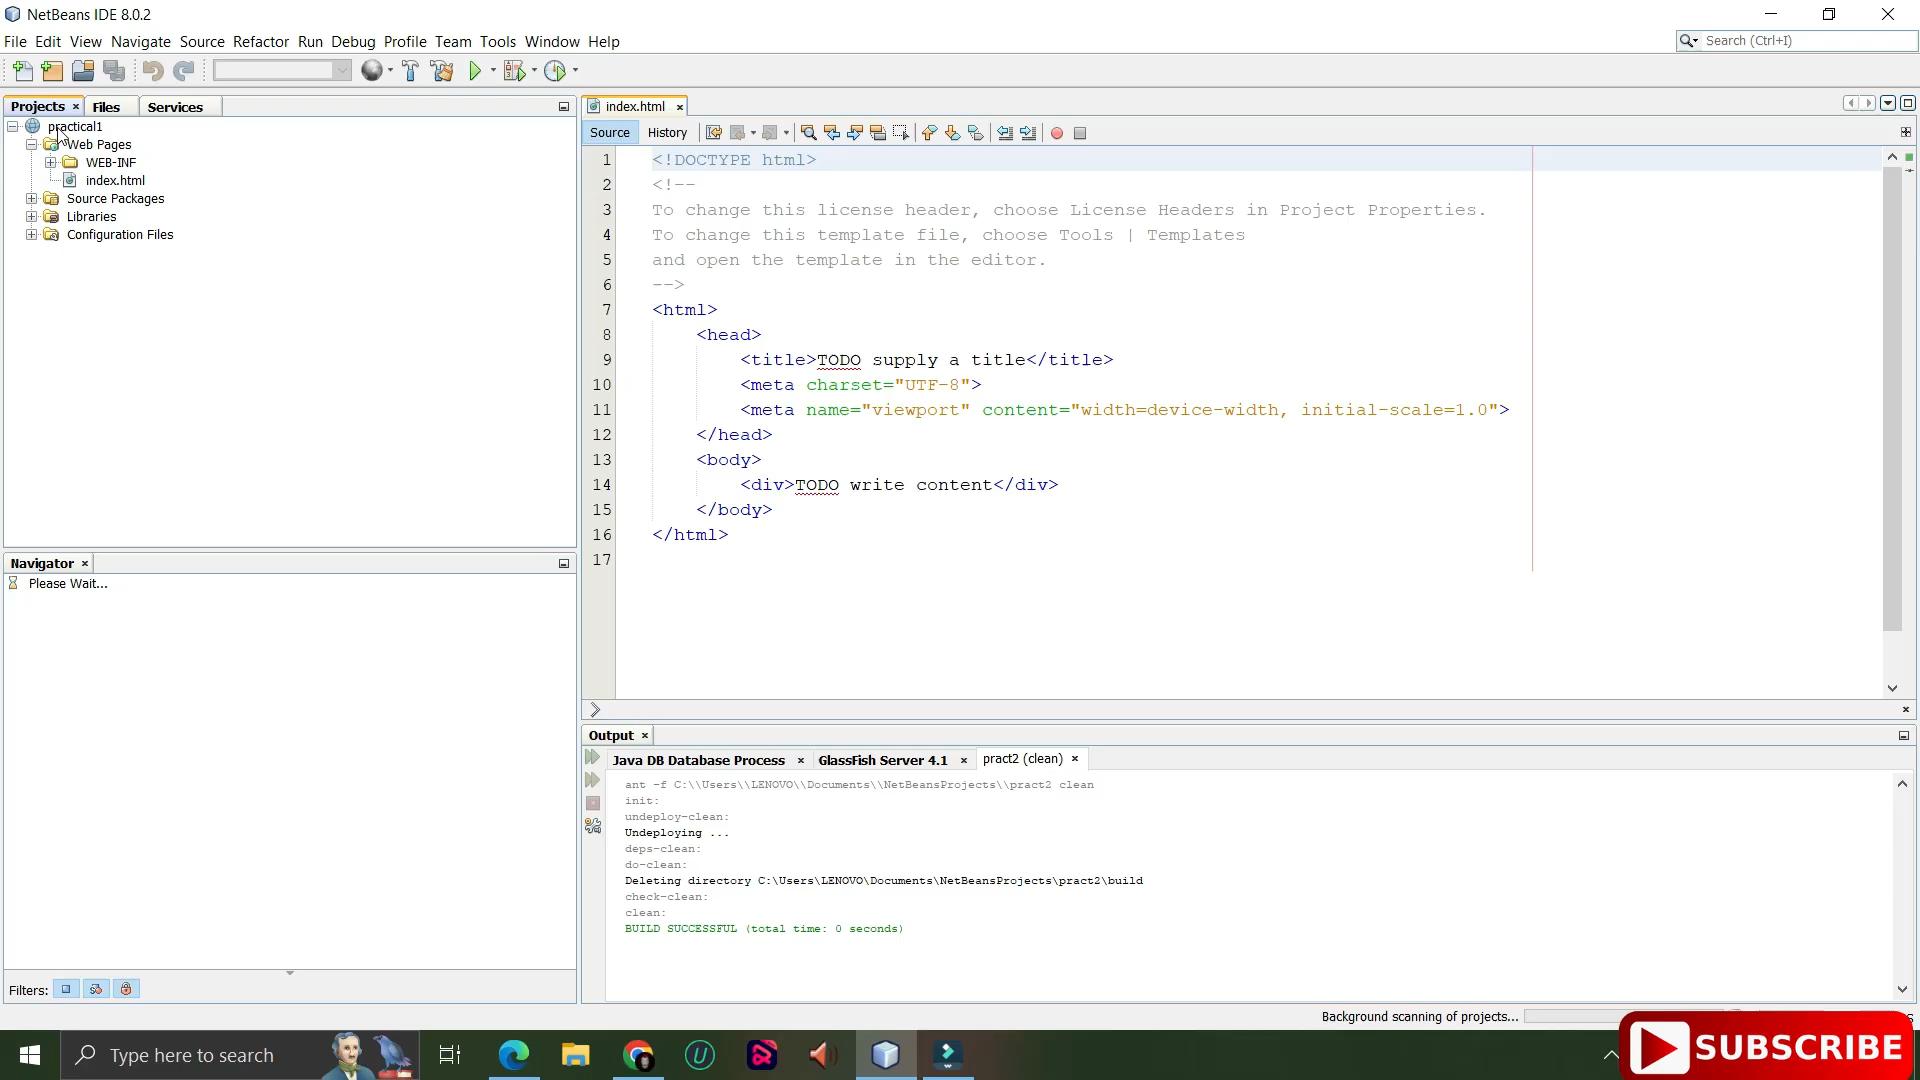 NetBeans IDE 8.0.2
File Edit View Navigate Source Refactor Run Debug Profile Team Tools Window Help
Search (Ctrl+I)
Projects × Files Services
practical1
Web Pages
WEB-INF
index.html
Source Packages
Libraries
Configuration Files
index.html ×
Source History
1 <!DOCTYPE html>
2 <!--
3 To change this license header, choose License Headers in Project Properties.
4 To change this template file, choose Tools | Templates
5 and open the template in the editor.
6 -->
7 <html>
8 <head>
9 <title>TODO supply a title</title>
10 <meta charset="UTF-8">
11 <meta name="viewport" content="width=device-width, initial-scale=1.0">
12 </head>
13 <body>
14 <div>TODO write content</div>
15 </body>
16 </html>
17
Navigator ×
Please Wait...
Filters:
Output ×
Java DB Database Process × GlassFish Server 4.1 × pract2 (clean) ×
ant -f C:\\Users\\LENOVO\\Documents\\NetBeansProjects\\pract2 clean
init:
undeploy-clean:
Undeploying ...
deps-clean:
do-clean:
Deleting directory C:\Users\LENOVO\Documents\NetBeansProjects\pract2\build
check-clean:
clean:
BUILD SUCCESSFUL (total time: 0 seconds)
Background scanning of projects...
Type here to search
SUBSCRIBE